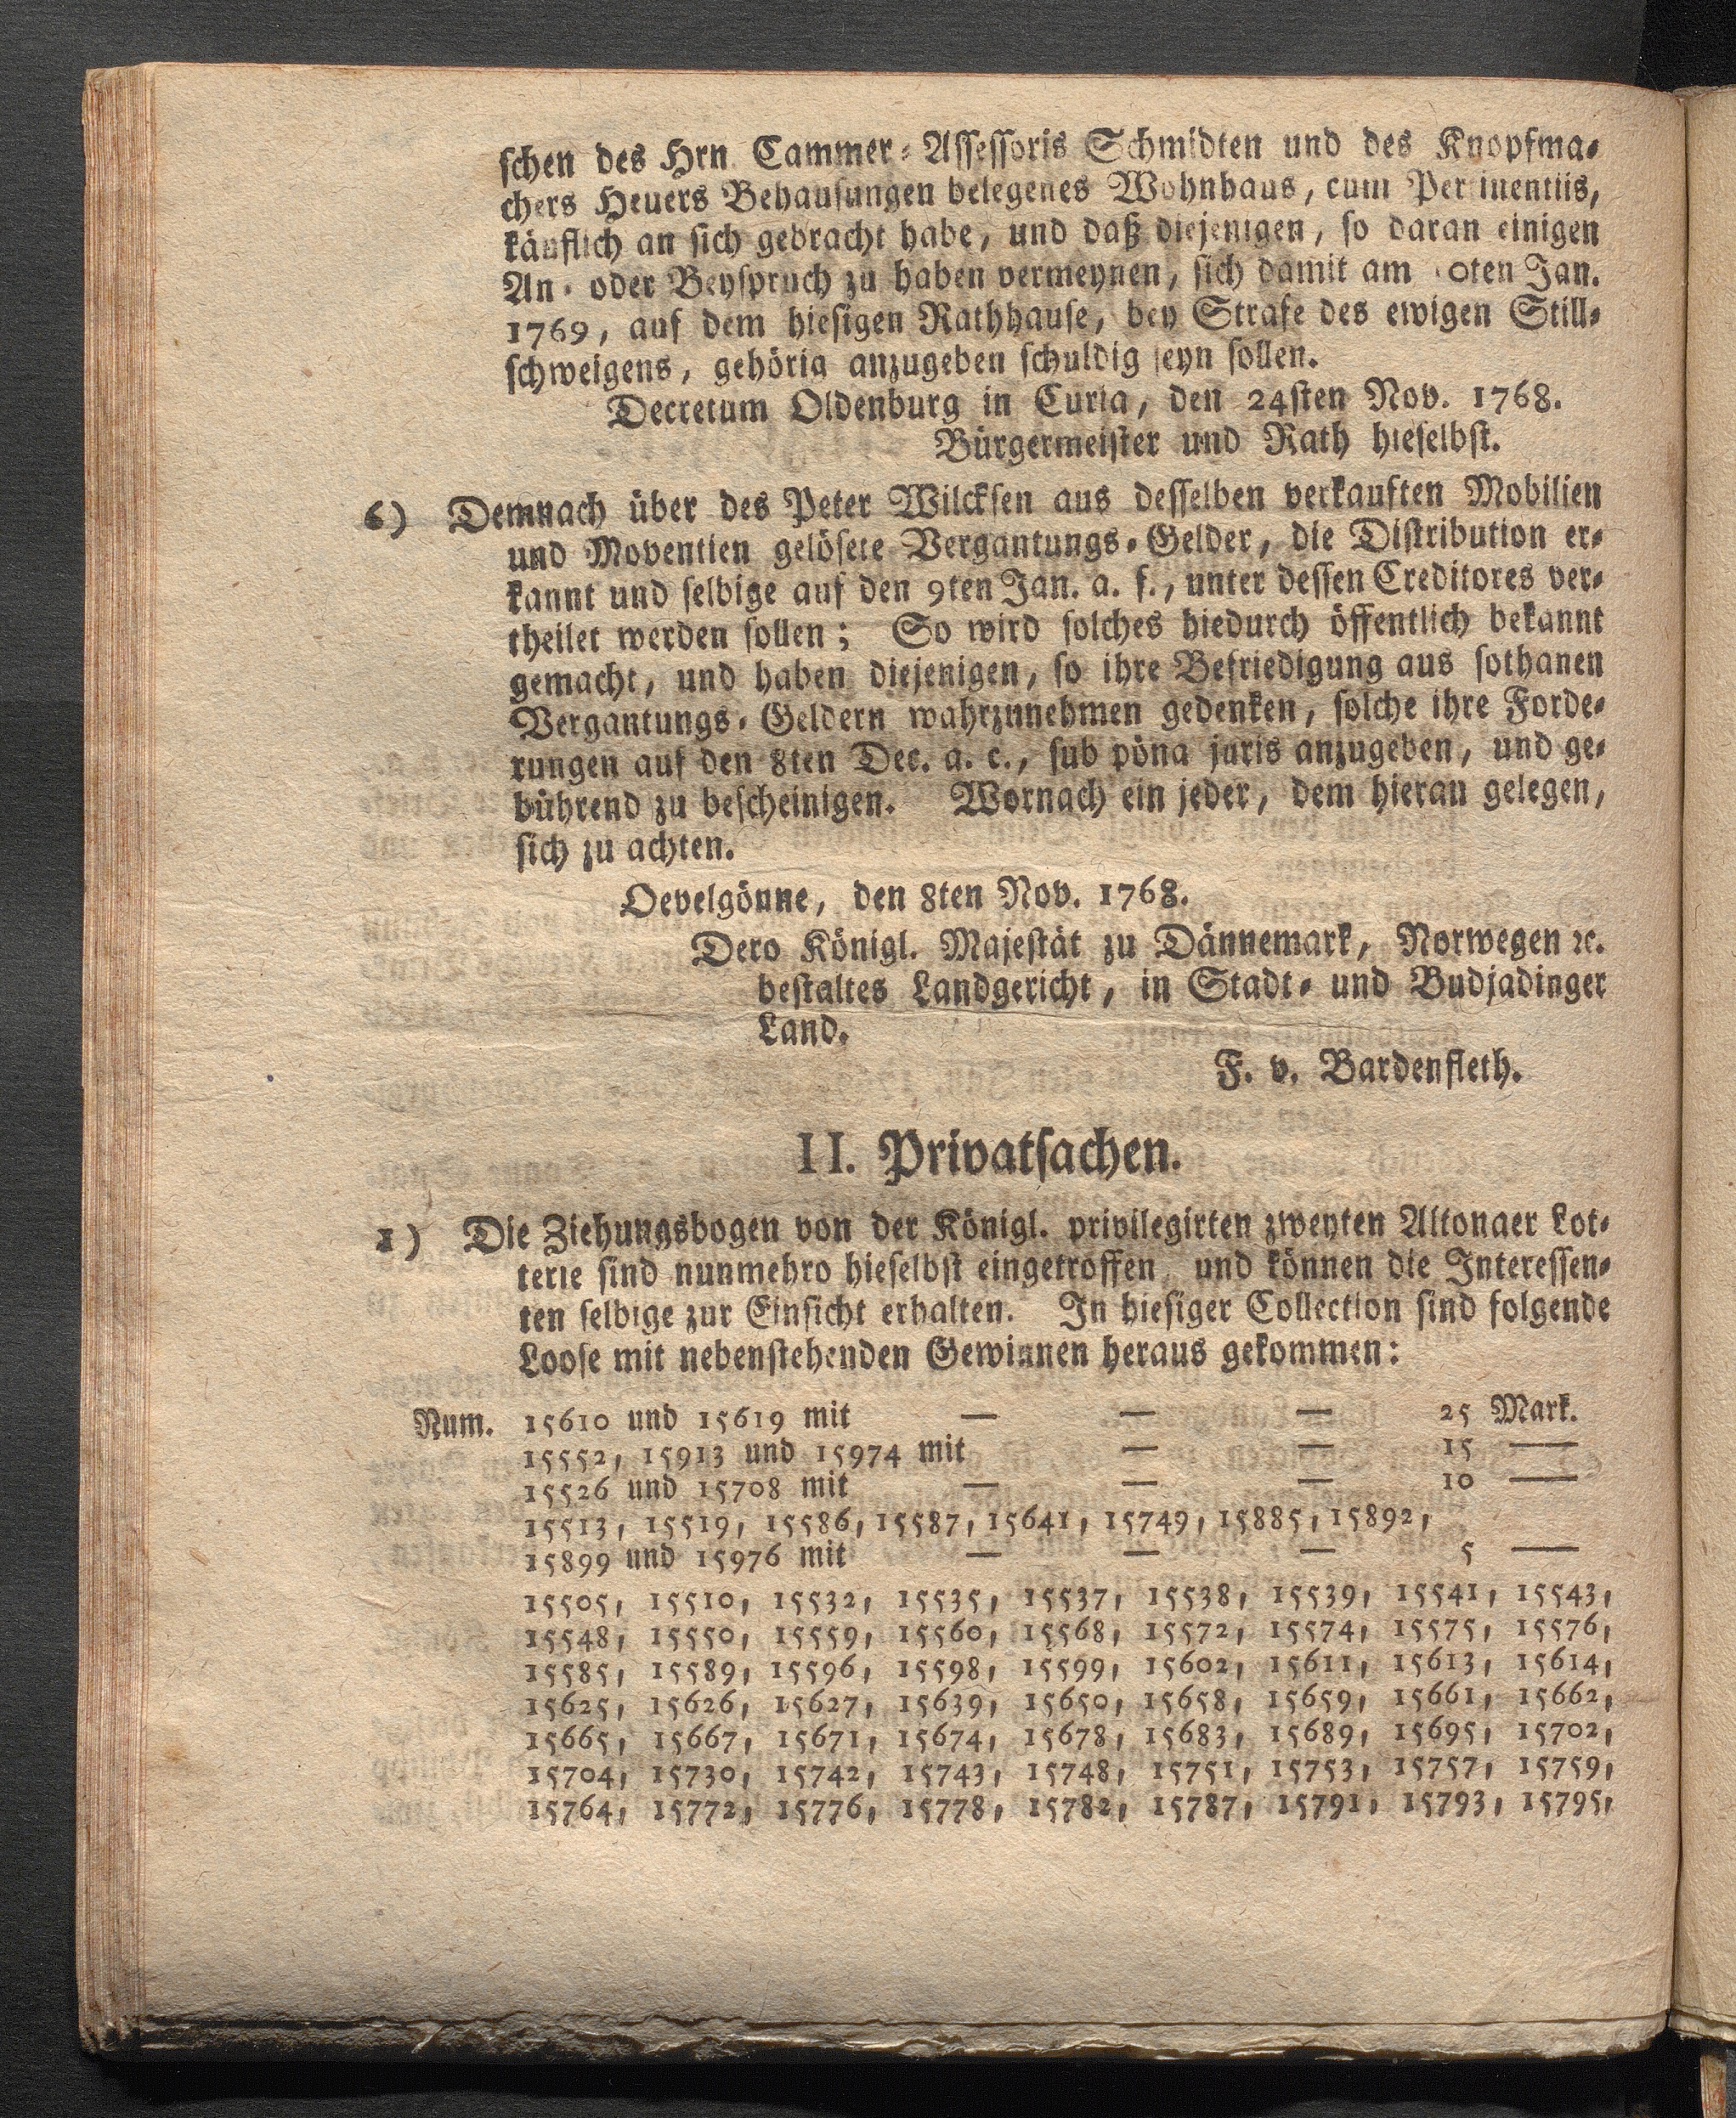 schen des Hrn Cammer-Assessoris Schmidten und des Knopfma-
chers Heuers Behausungen belegenes Wohnhaus, cum Pertinentiis,
käuflich an sich gebracht habe, und daß diejenigen, so daran einigen
An- oder Beyspruch zu haben vermeynen, sich damit am oten Jan.
1769, auf dem hiesigen Rathhause, bey Strafe des ewigen Still-
schweigens, gehörig anzugeben schuldig seyn sollen.
Decretum Oldenburg in Curia, den 24sten Nov. 1768.
Bürgermeister und Rath hieselbst.
6) Demnach über des Peter Wilcksen aus desselben verkauften Mobilien
und Moventien gelösete Vergantungs-Gelder, die Distribution er-
kannt und selbige auf den 9ten Jan. a. f., unter dessen Creditores ver-
theilet werden sollen; So wird solches hiedurch öffentlich bekannt
gemacht, und haben diejenigen, so ihre Befriedigung aus sothanen
Vergantungs-Geldern wahrzunehmen gedenken, solche ihre Forde-
rungen auf den 8ten Dec. a. c., sub pöna juris anzugeben, und ge-
bührend zu bescheinigen. Wornach ein jeder, dem hieran gelegen,
sich zu achten.
Oevelgönne, den 8ten Nov. 1768.
Dero Königl. Majestät zu Dännemark, Norwegen ꝛc.
bestaltes Landgericht, in Stadt- und Budjadinger
Land.
F. v. Bardenfleth.
II. Privatsachen.
1) Die Ziehungsbogen von der Königl. privilegirten zweyten Altonaer Lot-
terie sind nunmehro hieselbst eingetroffen und können die Interessen-
ten selbige zur Einsicht erhalten. In hiesiger Collection sind folgende
Loose mit nebenstehenden Gewinnen heraus gekommen:
Num. 15610 und 15619 mit — — — 25 Mark.
15552, 15913 und 15974 mit — — 15 —
15526 und 15708 mit — — — 10 —
15513, 15519, 15586, 15587, 15641, 15749, 15885, 15892,
15899 und 15976 mit — — — 5 —
15505, 15510, 15532, 15535, 15537, 15538, 15539, 15541, 15543,
15548, 15550, 15559, 15560, 15568, 15572, 15574, 15575, 15576,
15585, 15589, 15596, 15598, 15599, 15602, 15611, 15613, 15614,
15625, 15626, 15627, 15639, 15650, 15658, 15659, 15661, 15662,
15665, 15667, 15671, 15674, 15678, 15683, 15689, 15695, 15702,
15704, 15730, 15742, 15743, 15748, 15751, 15753, 15757, 15759,
15764, 15772, 15776, 15778, 15782, 15787, 15791, 15793, 15795,